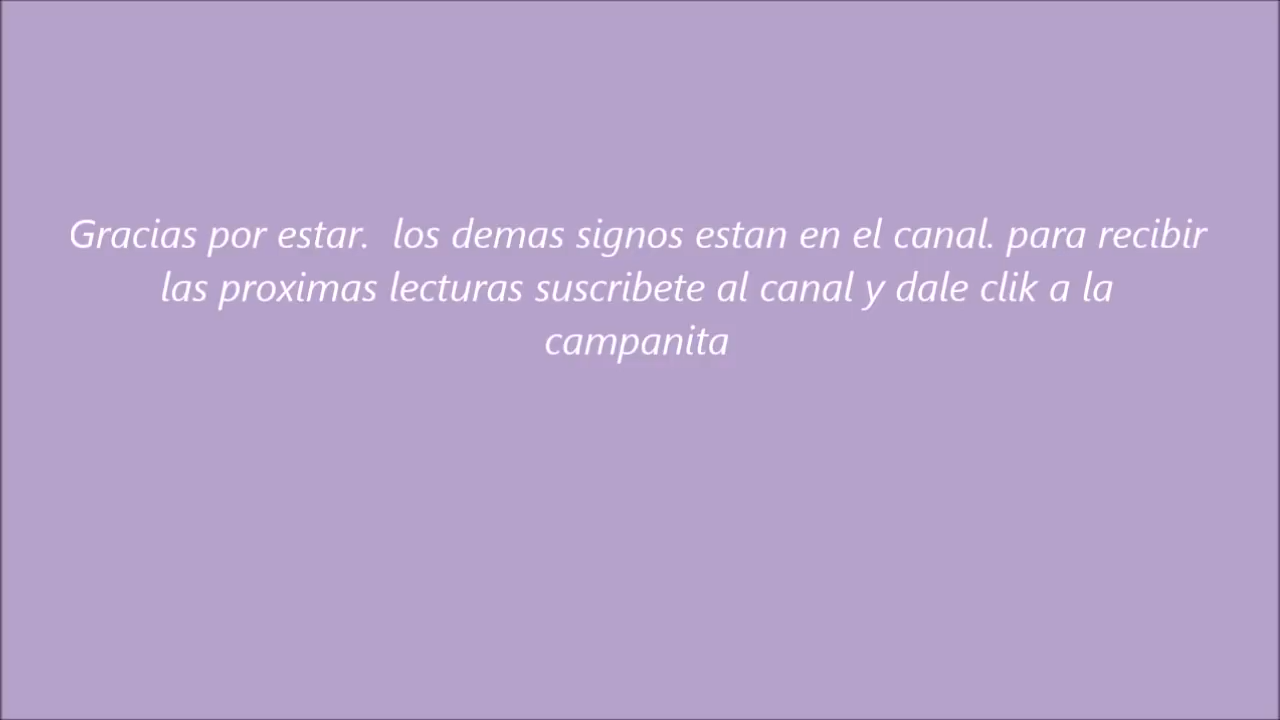 Gracias por estar.  los demas signos estan en el canal. para recibir
las proximas lecturas suscribete al canal y dale clik a la
campanita